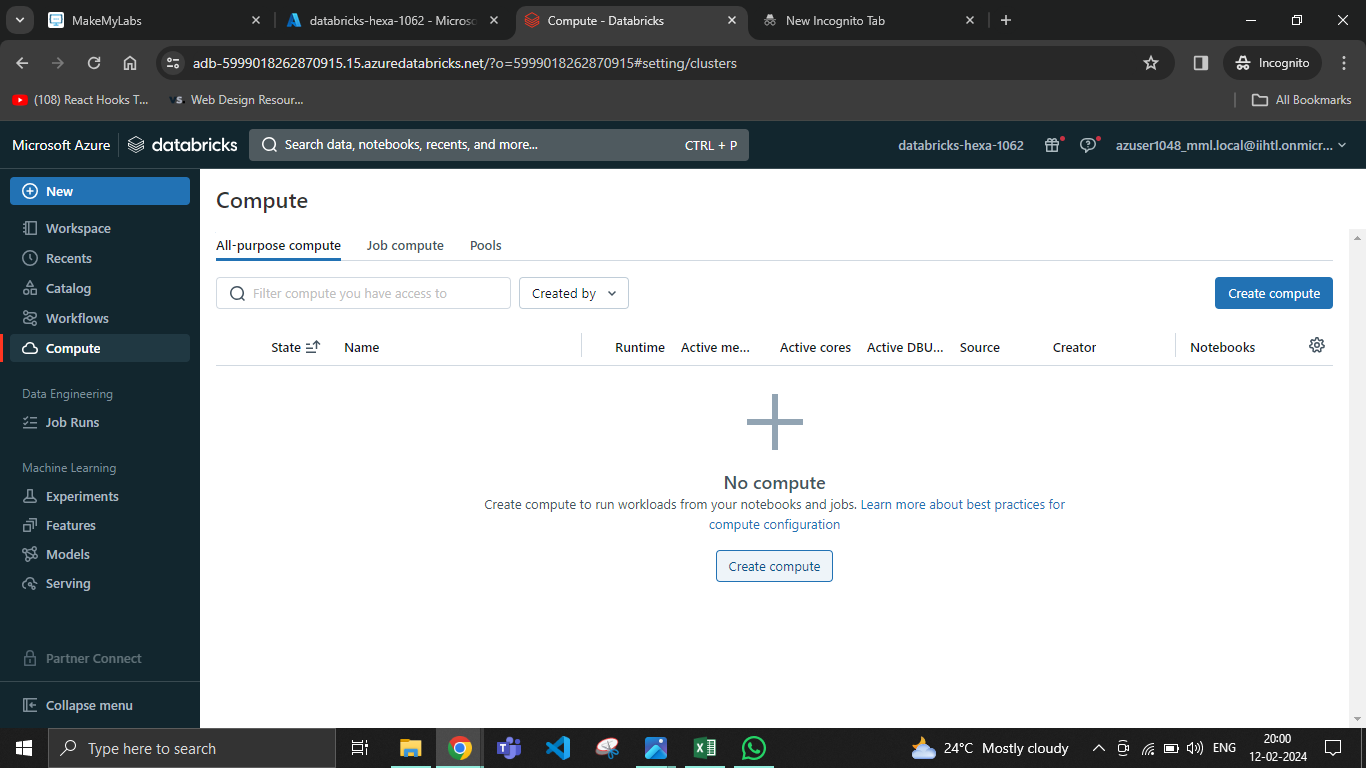 MakeMyLabs
databricks-hexa-1062 - Microso
Compute - Databricks
New Incognito Tab
adb-5999018262870915.15.azuredatabricks.net/?o=5999018262870915#setting/clusters
Incognito
(108) React Hooks T...
VS.
Web Design Resour...
All Bookmarks
Microsoft Azure
databricks
Search data, notebooks, recents, and more...
CTRL + P
databricks-hexa-1062
azuser1048_mml.local@iihtl.onmicr...
New
Workspace
Recents
Catalog
Workflows
Compute
Data Engineering
Job Runs
Machine Learning
Experiments
Features
Models
Serving
Partner Connect
Collapse menu
Compute
All-purpose compute
Job compute
Pools
Filter compute you have access to
Created by
Create compute
State
Name
Runtime
Active me...
Active cores
Active DBU...
Source
Creator
Notebooks
No compute
Create compute to run workloads from your notebooks and jobs. Learn more about best practices for
compute configuration
Create compute
Type here to search
24°C Mostly cloudy
ENG
20:00
12-02-2024